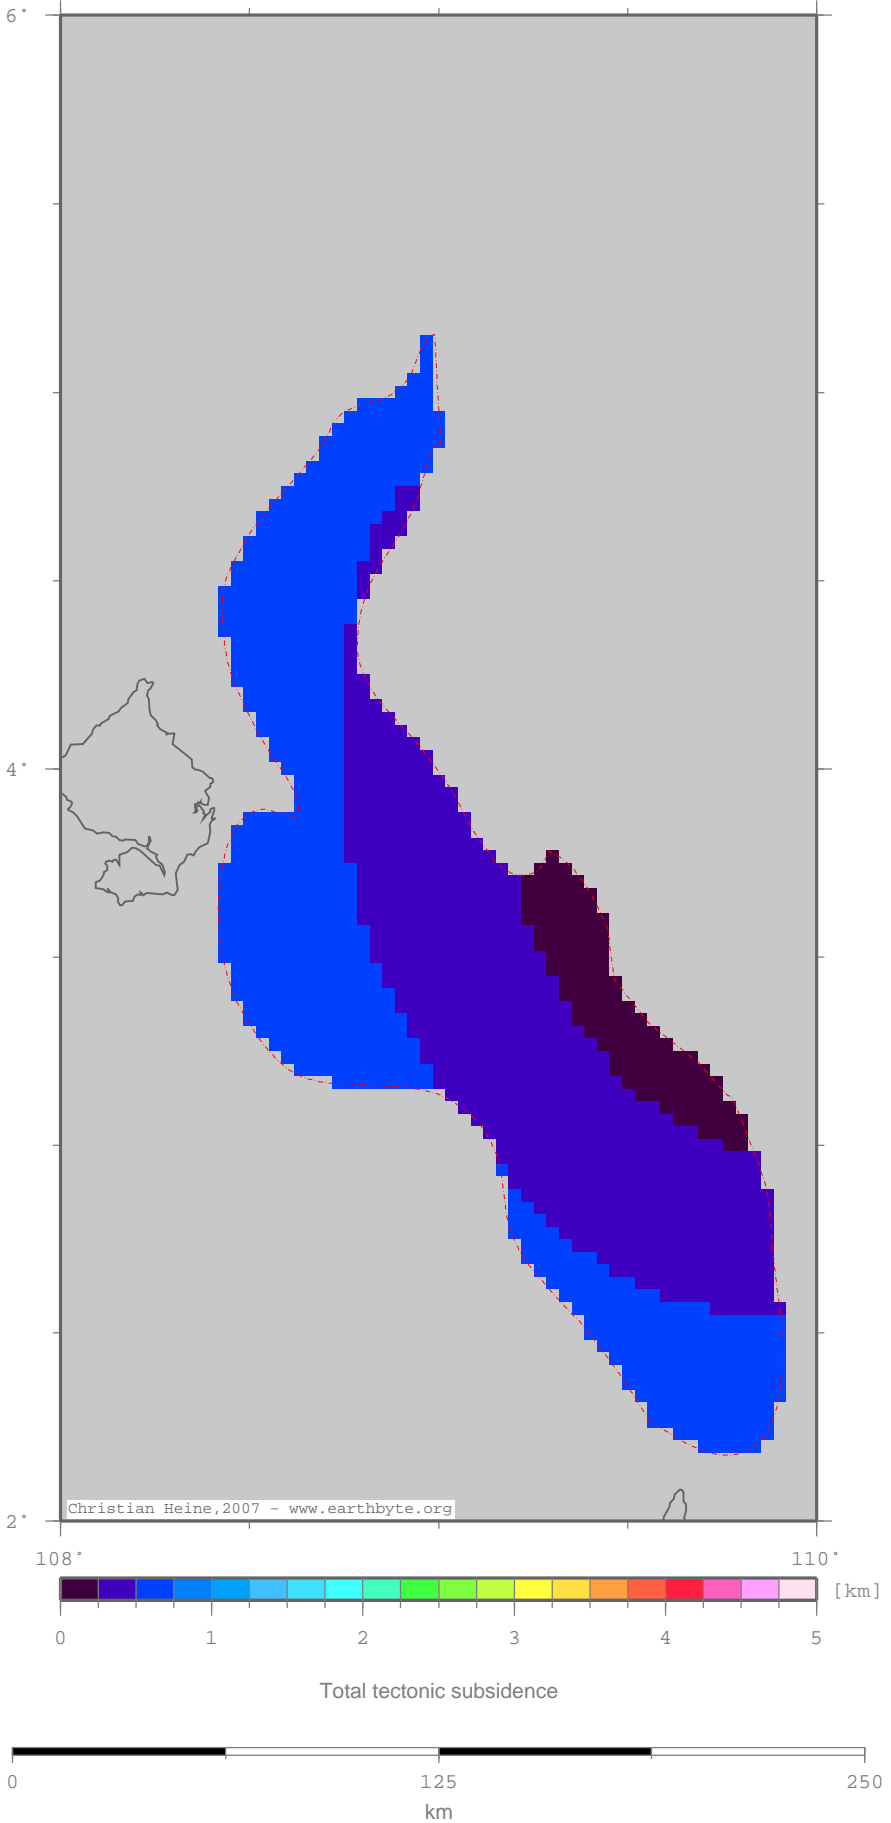 6°
4°
2°
Christian Heine,2007 - www.earthbyte.org
108° 110°
[km]
0 1 2 3 4 5
Total tectonic subsidence
0 125 250
km